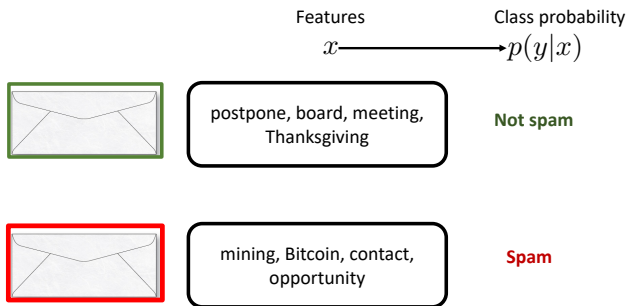 Features
Class probability
x
p(y|x)
postpone, board, meeting,
Thanksgiving
Not spam
mining, Bitcoin, contact,
opportunity
Spam